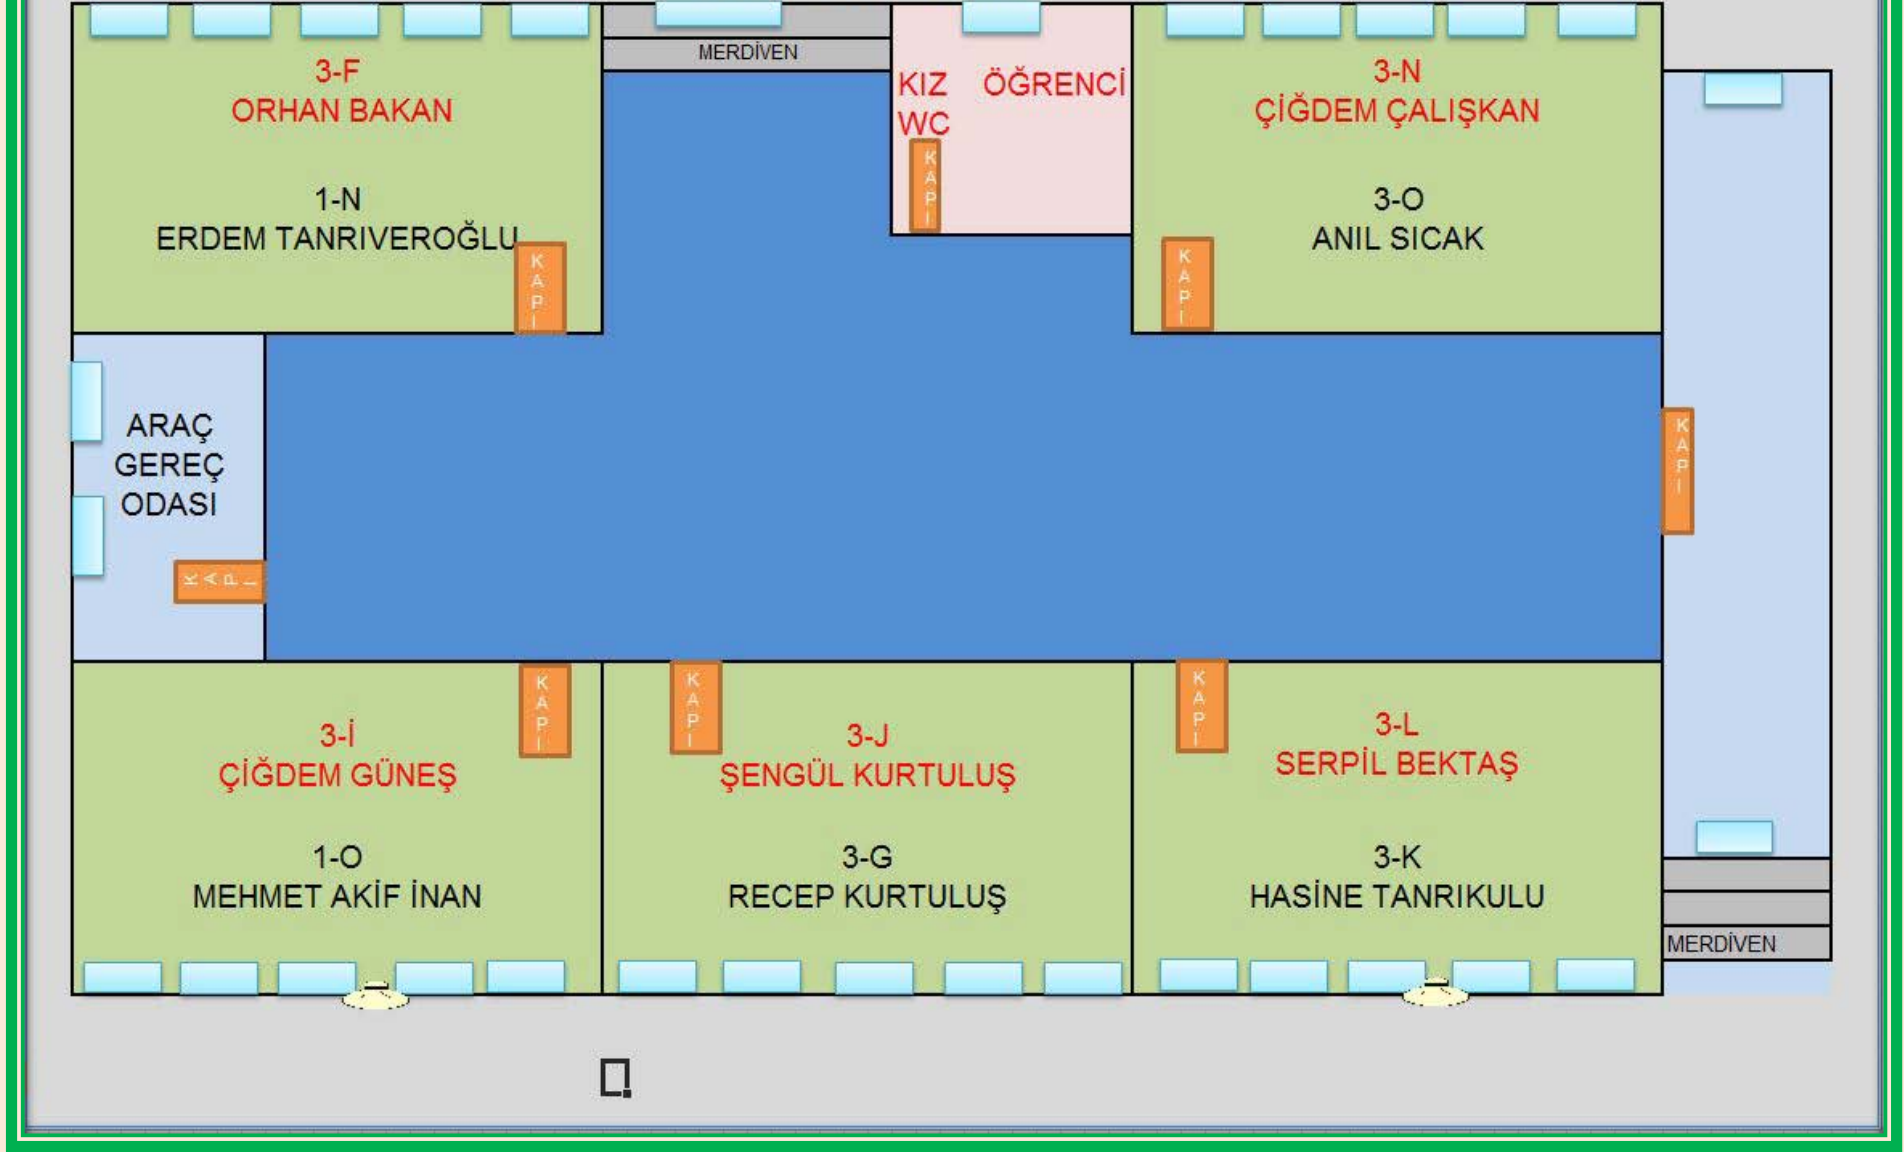 MERDİVEN
3-F
ORHAN BAKAN
1-N
ERDEM TANRIVEROĞLU
KAPI
KIZ ÖĞRENCİ
WC
KAPI
3-N
ÇİĞDEM ÇALIŞKAN
3-O
ANIL SICAK
KAPI
ARAÇ
GEREÇ
ODASI
KAPI
KAPI
3-İ
ÇİĞDEM GÜNEŞ
1-O
MEHMET AKİF İNAN
KAPI
3-J
ŞENGÜL KURTULUŞ
3-G
RECEP KURTULUŞ
KAPI
3-L
SERPİL BEKTAŞ
3-K
HASİNE TANRIKULU
KAPI
MERDİVEN